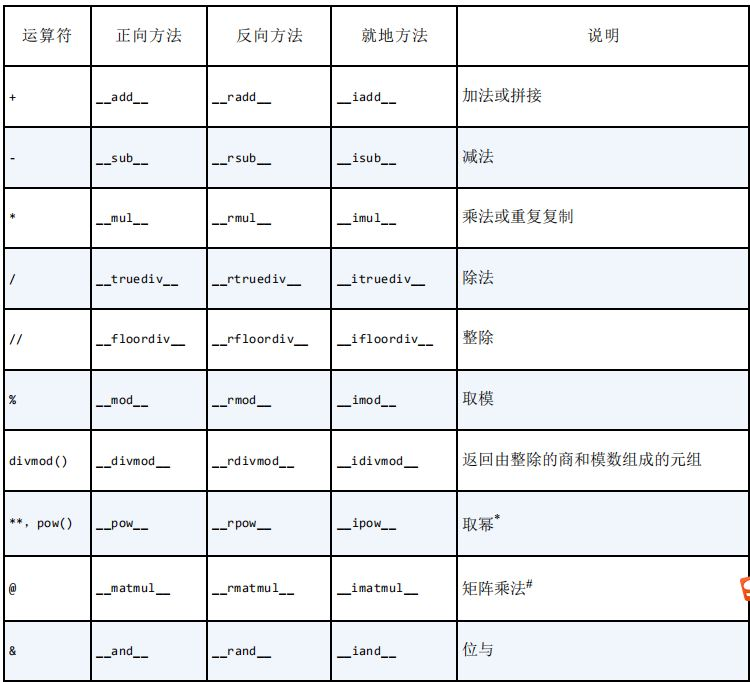 运算符 正向方法 反向方法 就地方法 说明
+ __add__ __radd__ __iadd__ 加法或拼接
- __sub__ __rsub__ __isub__ 减法
* __mul__ __rmul__ __imul__ 乘法或重复复制
/ __truediv__ __rtruediv__ __itruediv__ 除法
// __floordiv__ __rfloordiv__ __ifloordiv__ 整除
% __mod__ __rmod__ __imod__ 取模
divmod() __divmod__ __rdivmod__ __idivmod__ 返回由整除的商和模数组成的元组
**，pow() __pow__ __rpow__ __ipow__ 取幂*
@ __matmul__ __rmatmul__ __imatmul__ 矩阵乘法#
& __and__ __rand__ __iand__ 位与